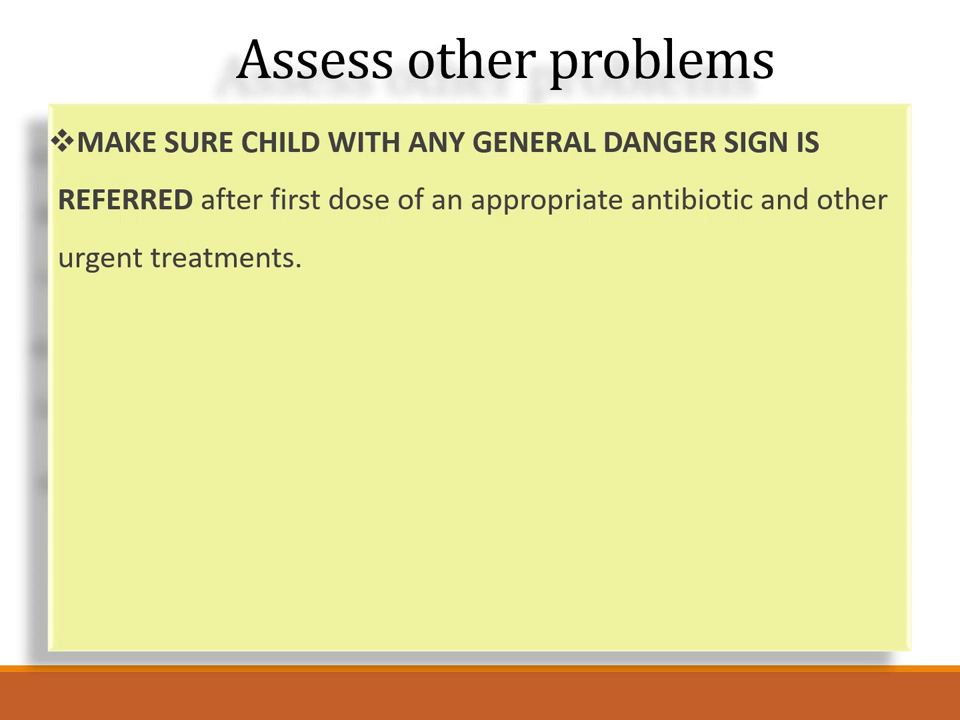 Assess other problems
❖MAKE SURE CHILD WITH ANY GENERAL DANGER SIGN IS
REFERRED after first dose of an appropriate antibiotic and other
urgent treatments.